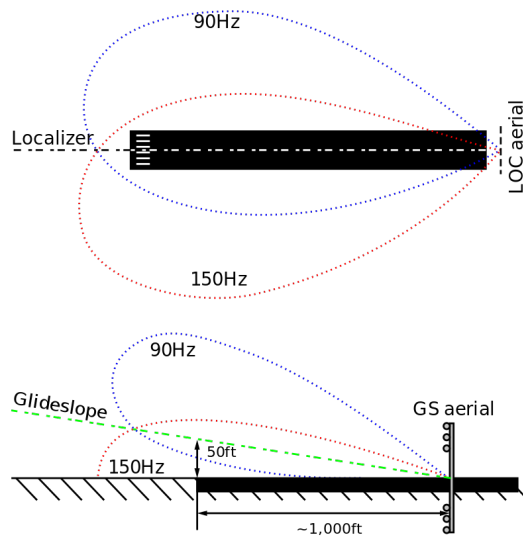 90Hz
Localizer
LOC aerial
150Hz
90Hz
Glideslope
GS aerial
50ft
150Hz
~1,000ft